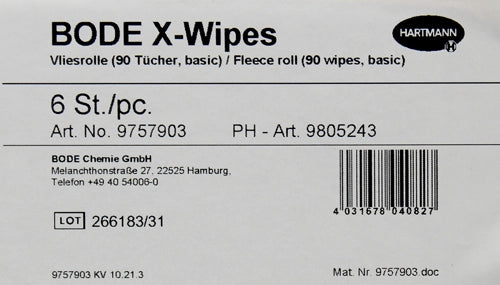 BODE X-Wipes
HARTMANN
Vliesrolle (90 Tücher, basic) / Fleece roll (90 wipes, basic)
6 St./pc.
Art. No. 9757903 PH - Art. 9805243
BODE Chemie GmbH
Melanchthonstraße 27, 22525 Hamburg,
Telefon +49 40 54006-0
LOT 266183/31
4 031678 040827
9757903 KV 10.21.3 Mat. Nr. 9757903.doc